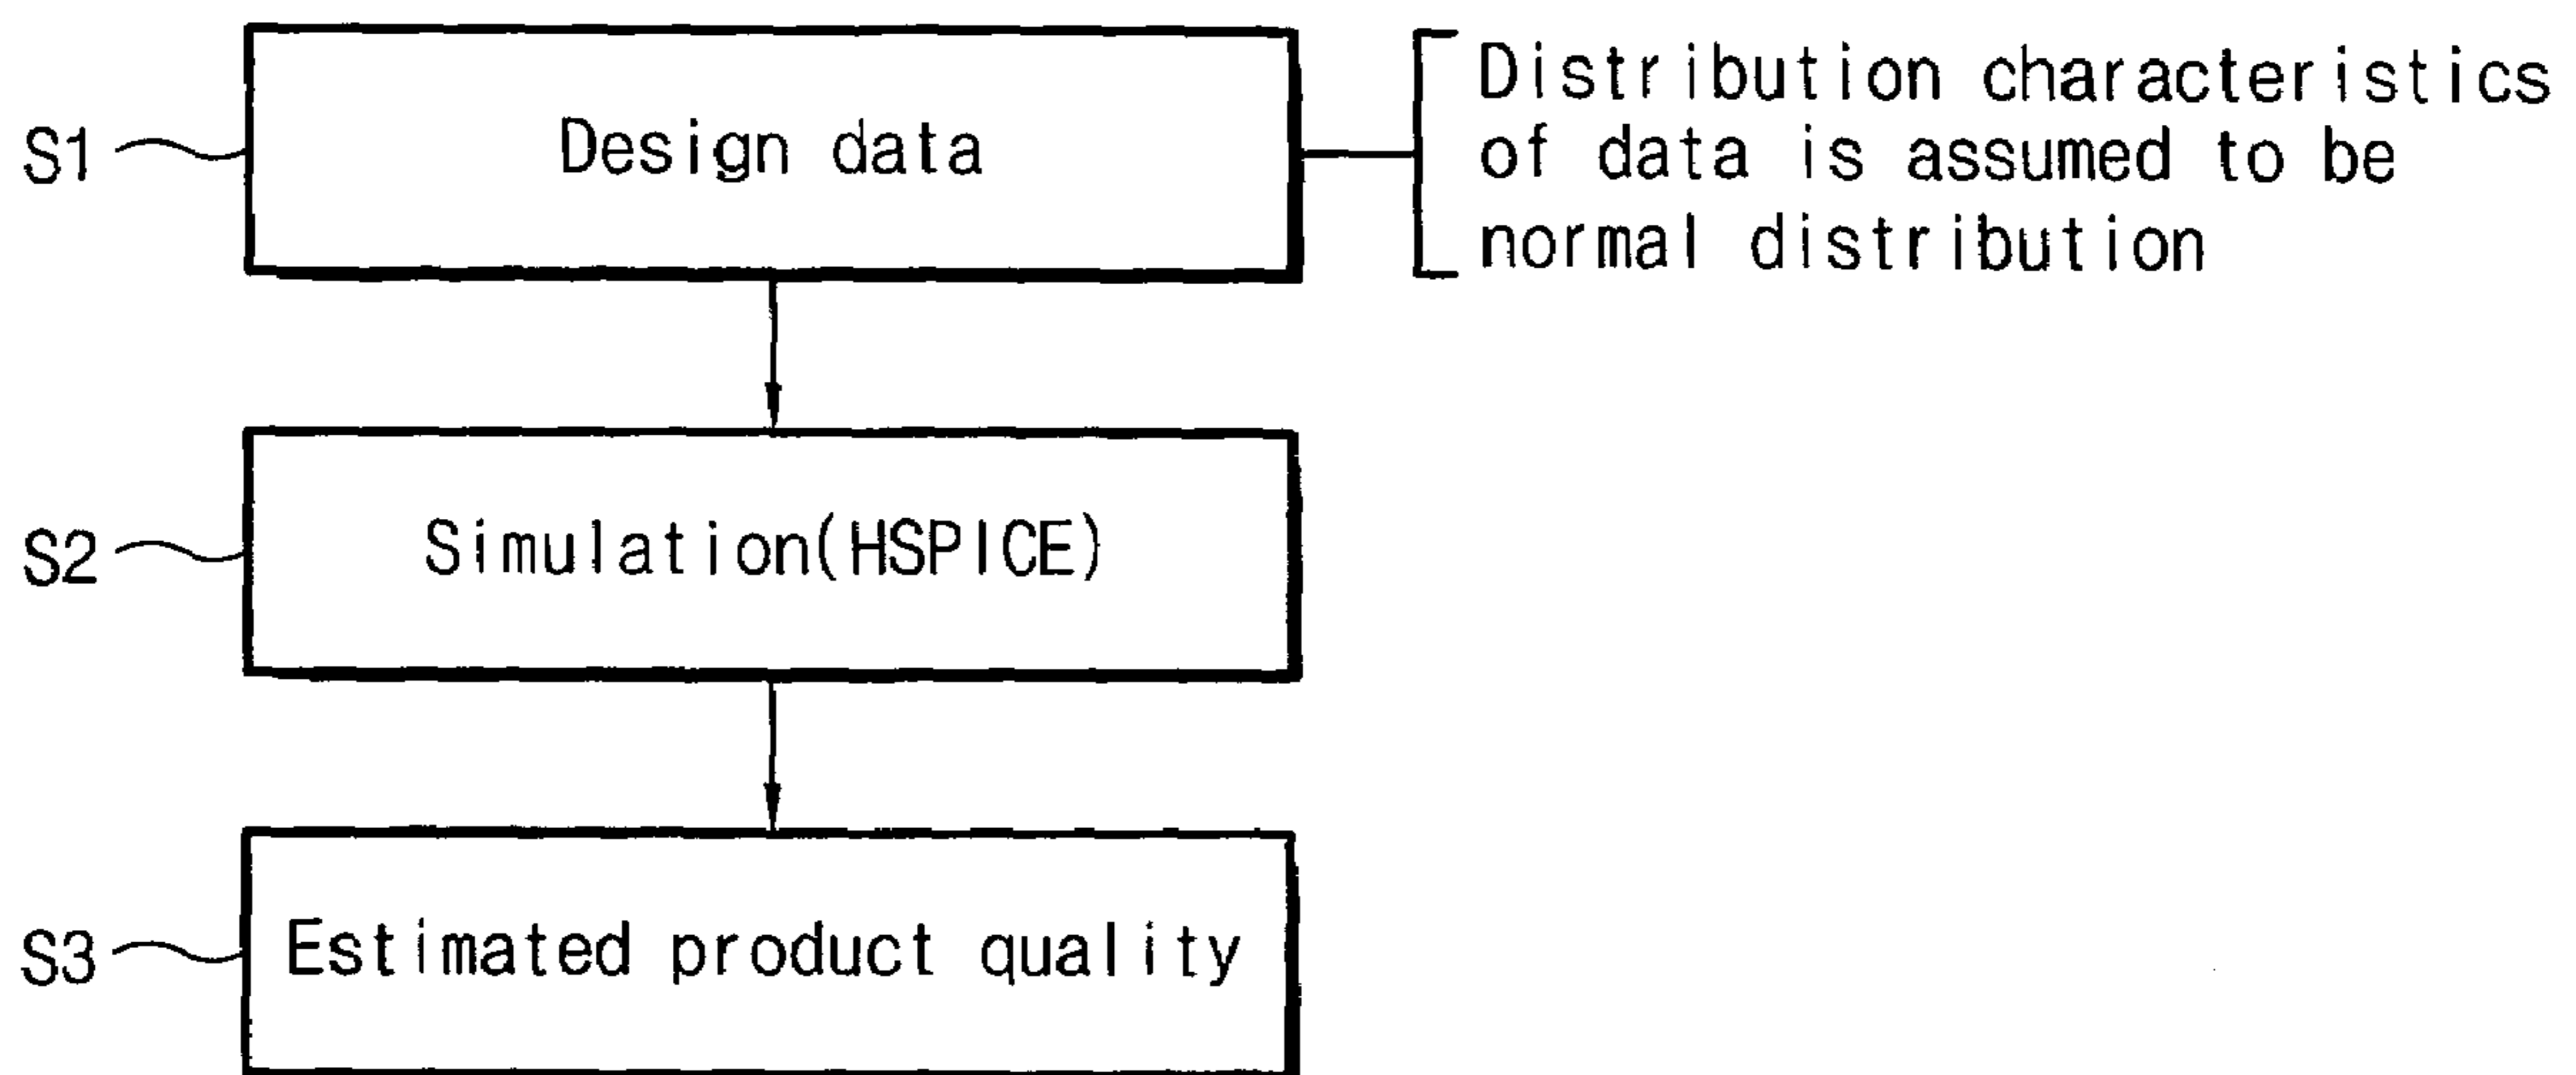 S1
Design data
Distribution characteristics
of data is assumed to be
normal distribution
S2
Simulation(HSPICE)
S3
Estimated product quality